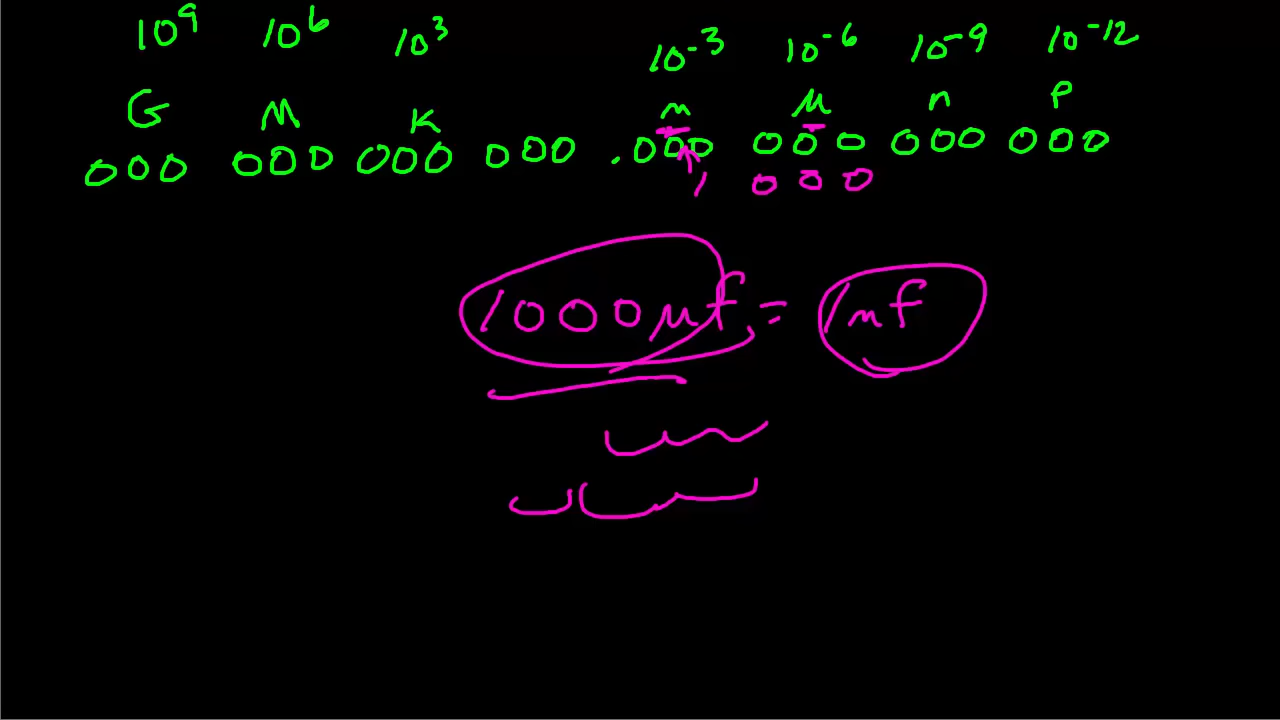 10⁹ 10⁶ 10³ 10⁻³ 10⁻⁶ 10⁻⁹ 10⁻¹²
G M K m μ n p
000 000 000 000 .000 000 000 000
1 000
1000μf = 1mf